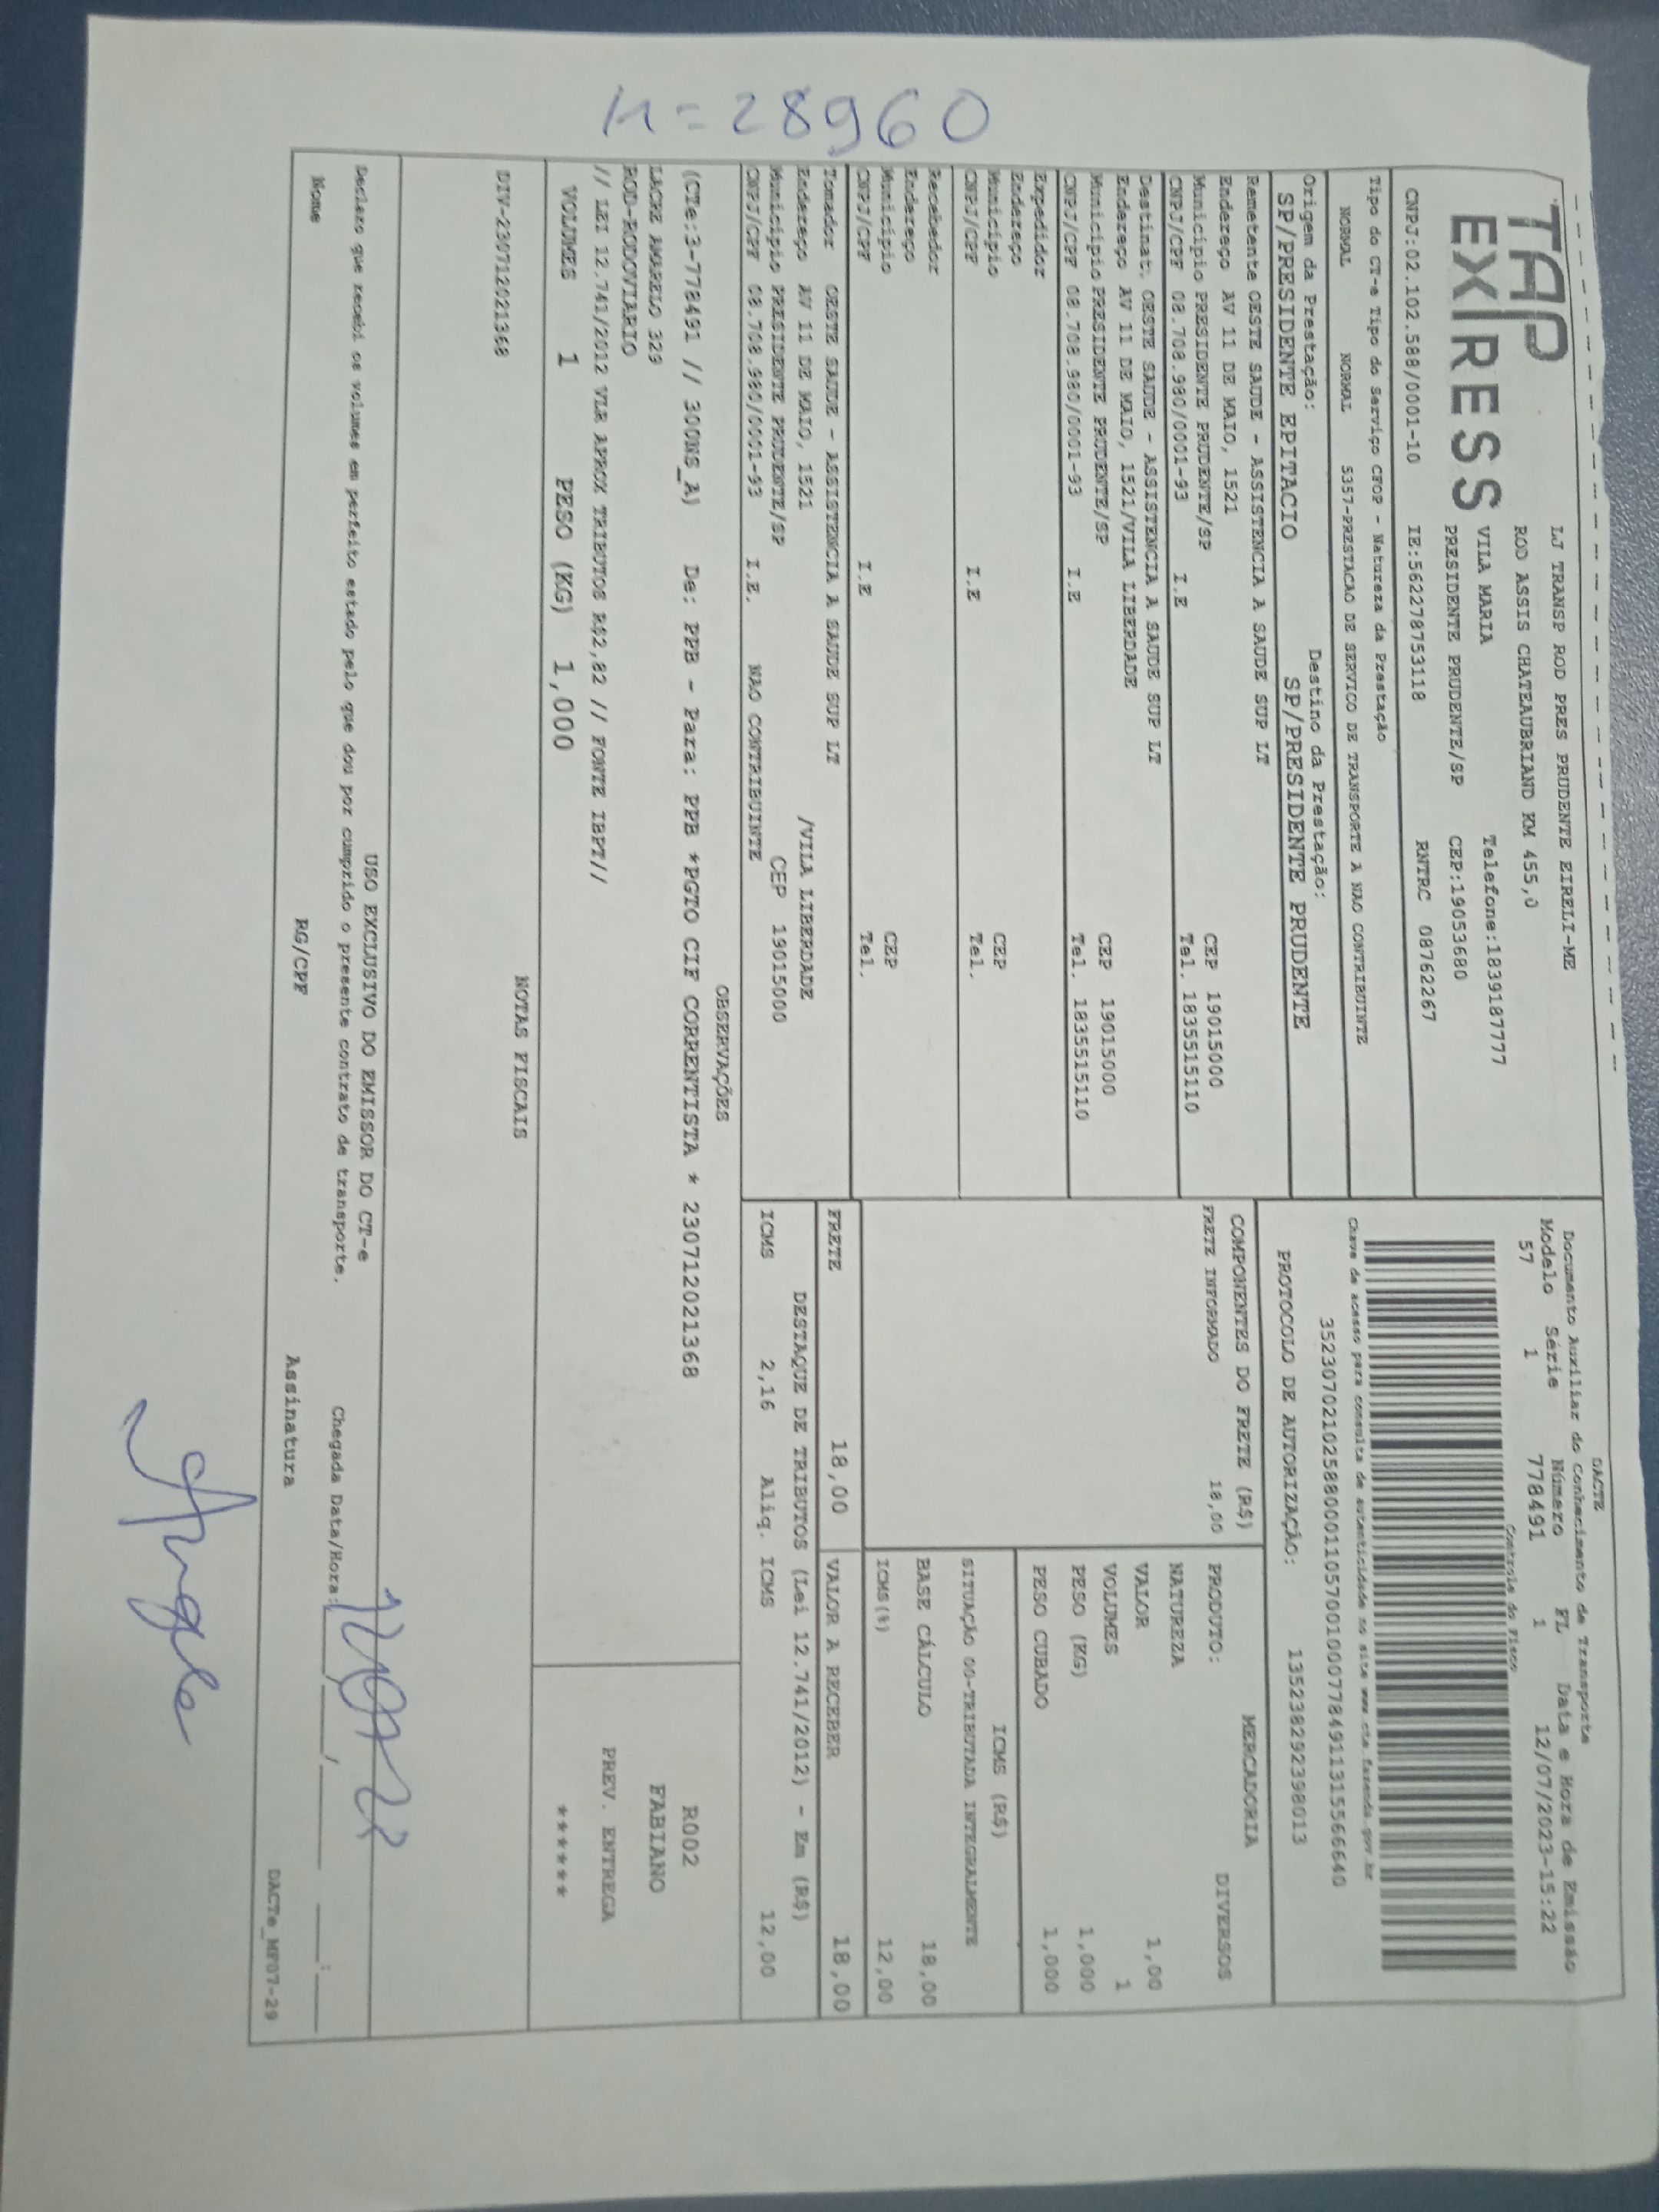 TAP
EXPRESS
LJ TRANSP ROD PRES PRUDENTE EIRELI-ME
ROD ASSIS CHATEAUBRIAND KM 455,0
VILA MARIA Telefone:1839187777
PRESIDENTE PRUDENTE/SP CEP:19053680
CNPJ:02.102.588/0001-10 IE:562278753118 RNTRC 08762267
Tipo do CT-e Tipo do Serviço CFOP - Natureza da Prestação
NORMAL NORMAL 5357-PRESTACAO DE SERVICO DE TRANSPORTE A NAO CONTRIBUINTE
Origem da Prestação: Destino da Prestação:
SP/PRESIDENTE EPITACIO SP/PRESIDENTE PRUDENTE
Remetente OESTE SAUDE - ASSISTENCIA A SAUDE SUP LT
Endereço AV 11 DE MAIO, 1521
Município PRESIDENTE PRUDENTE/SP CEP 19015000
CNPJ/CPF 08.708.980/0001-93 I.E Tel. 1835515110
Destinat. OESTE SAUDE - ASSISTENCIA A SAUDE SUP LT
Endereço AV 11 DE MAIO, 1521/VILA LIBERDADE
Município PRESIDENTE PRUDENTE/SP CEP 19015000
CNPJ/CPF 08.708.980/0001-93 I.E Tel. 1835515110
Expedidor
Endereço
Município CEP
CNPJ/CPF I.E Tel.
Recebedor
Endereço
Município CEP
CNPJ/CPF I.E Tel.
Tomador OESTE SAUDE - ASSISTENCIA A SAUDE SUP LT
Endereço AV 11 DE MAIO, 1521 /VILA LIBERDADE
Município PRESIDENTE PRUDENTE/SP CEP 19015000
CNPJ/CPF 08.708.980/0001-93 I.E. NAO CONTRIBUINTE
DACTE
Documento Auxiliar do Conhecimento de Transporte
Modelo Série Número FL Data e Hora de Emissão
57 1 778491 1 12/07/2023-15:22
Controle do Fisco
Chave de acesso para consulta de autenticidade no site www.cte.fazenda.gov.br
35230702102588000110570010007784911315566640
PROTOCOLO DE AUTORIZAÇÃO: 135238292398013
COMPONENTES DO FRETE (R$)
FRETE INFORMADO 18,00
MERCADORIA
PRODUTO: DIVERSOS
NATUREZA
VALOR 1,00
VOLUMES 1
PESO (KG) 1,000
PESO CUBADO 1,000
ICMS (R$)
SITUAÇÃO 00-TRIBUTADA INTEGRALMENTE
BASE CÁLCULO 18,00
ICMS(%) 12,00
FRETE 18,00 VALOR A RECEBER 18,00
DESTAQUE DE TRIBUTOS (Lei 12.741/2012) - Em (R$)
ICMS 2,16 Aliq. ICMS 12,00
OBSERVAÇÕES
(CTe:3-778491 // 300NS_A) De: PPB - Para: PPB *PGTO CIF CORRENTISTA * 230712021368
LACRE AMARELO 329
ROD-RODOVIARIO
// LEI 12.741/2012 VLR APROX TRIBUTOS R$2,82 // FONTE IBPT//
VOLUMES 1 PESO (KG) 1,000
R002
FABIANO
PREV. ENTREGA
******
NOTAS FISCAIS
DIV-230712021368
USO EXCLUSIVO DO EMISSOR DO CT-e
Declaro que recebi os volumes em perfeito estado pelo que dou por cumprido o presente contrato de transporte. Chegada Data/Hora:___/___/___ __:__
Nome RG/CPF Assinatura
DACTe_MF07-29
= 28960